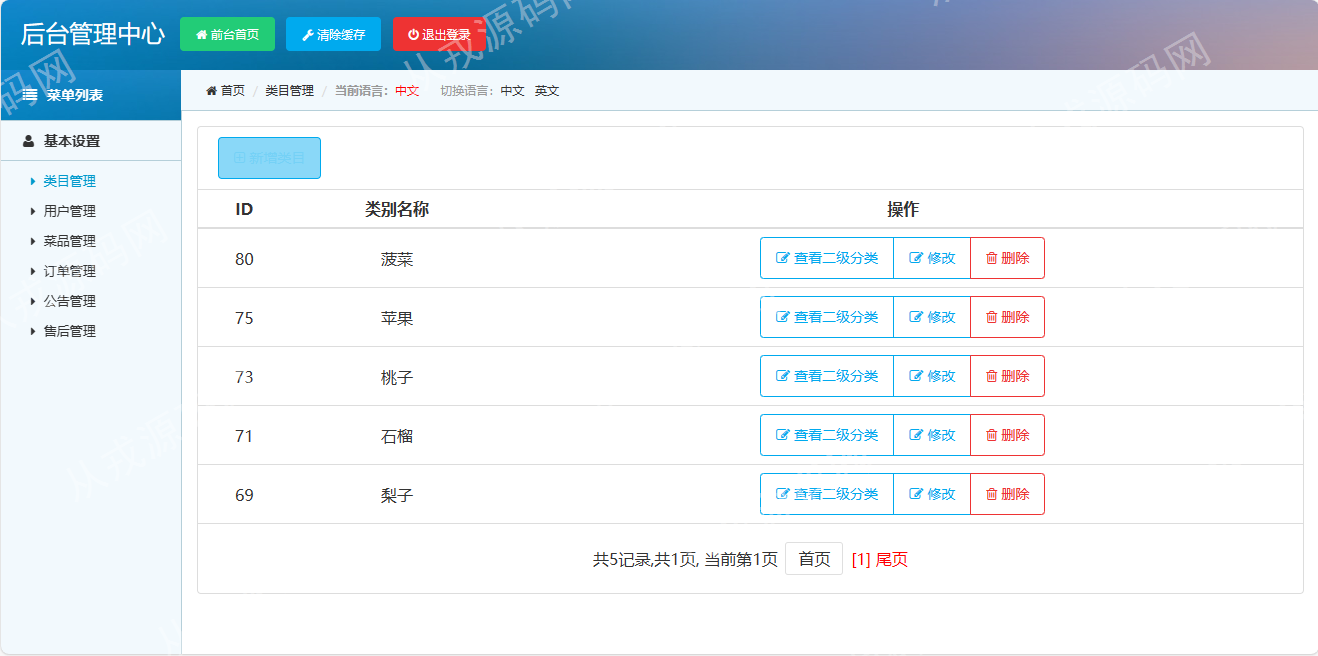 后台管理中心 前台首页 清除缓存 退出登录
菜单列表
首页 / 类目管理 / 当前语言: 中文 切换语言: 中文 英文
基本设置
类目管理
用户管理
菜品管理
订单管理
公告管理
售后管理
新增类目
ID 类别名称 操作
80 菠菜 查看二级分类 修改 删除
75 苹果 查看二级分类 修改 删除
73 桃子 查看二级分类 修改 删除
71 石榴 查看二级分类 修改 删除
69 梨子 查看二级分类 修改 删除
共5记录,共1页, 当前第1页 首页 [1] 尾页
从戎源码网